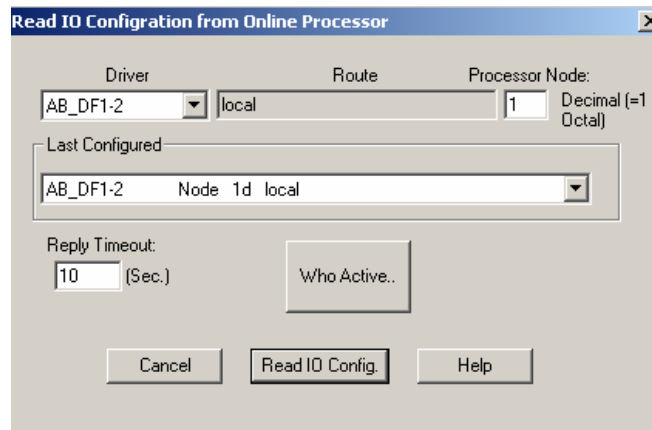 Read IO Configration from Online Processor
Driver Route Processor Node:
AB_DF1-2 local 1 Decimal (=1
Octal)
Last Configured
AB_DF1-2 Node 1d local
Reply Timeout:
10 (Sec.) Who Active..
Cancel Read IO Config. Help